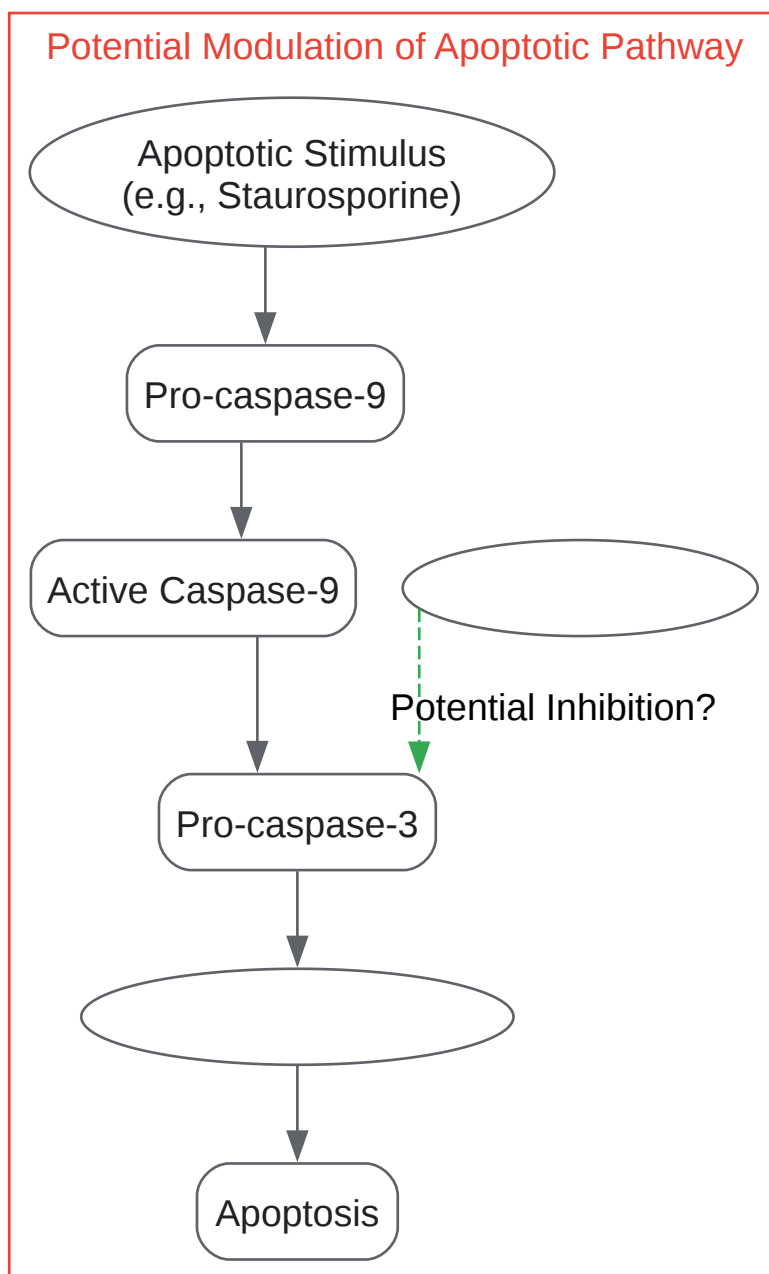 Potential Modulation of Apoptotic Pathway
Apoptotic Stimulus
(e.g., Staurosporine)
Pro-caspase-9
Active Caspase-9
Potential Inhibition?
Pro-caspase-3
Apoptosis